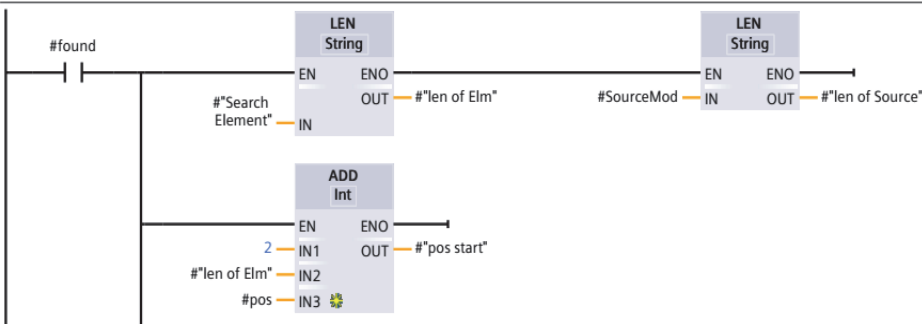 #found
LEN
String
EN ENO
#"Search
Element"
IN
OUT
#"len of Elm"
LEN
String
EN ENO
#SourceMod
IN OUT
#"len of Source"
ADD
Int
EN ENO
2 IN1 OUT #"pos start"
#"len of Elm" IN2
#pos IN3